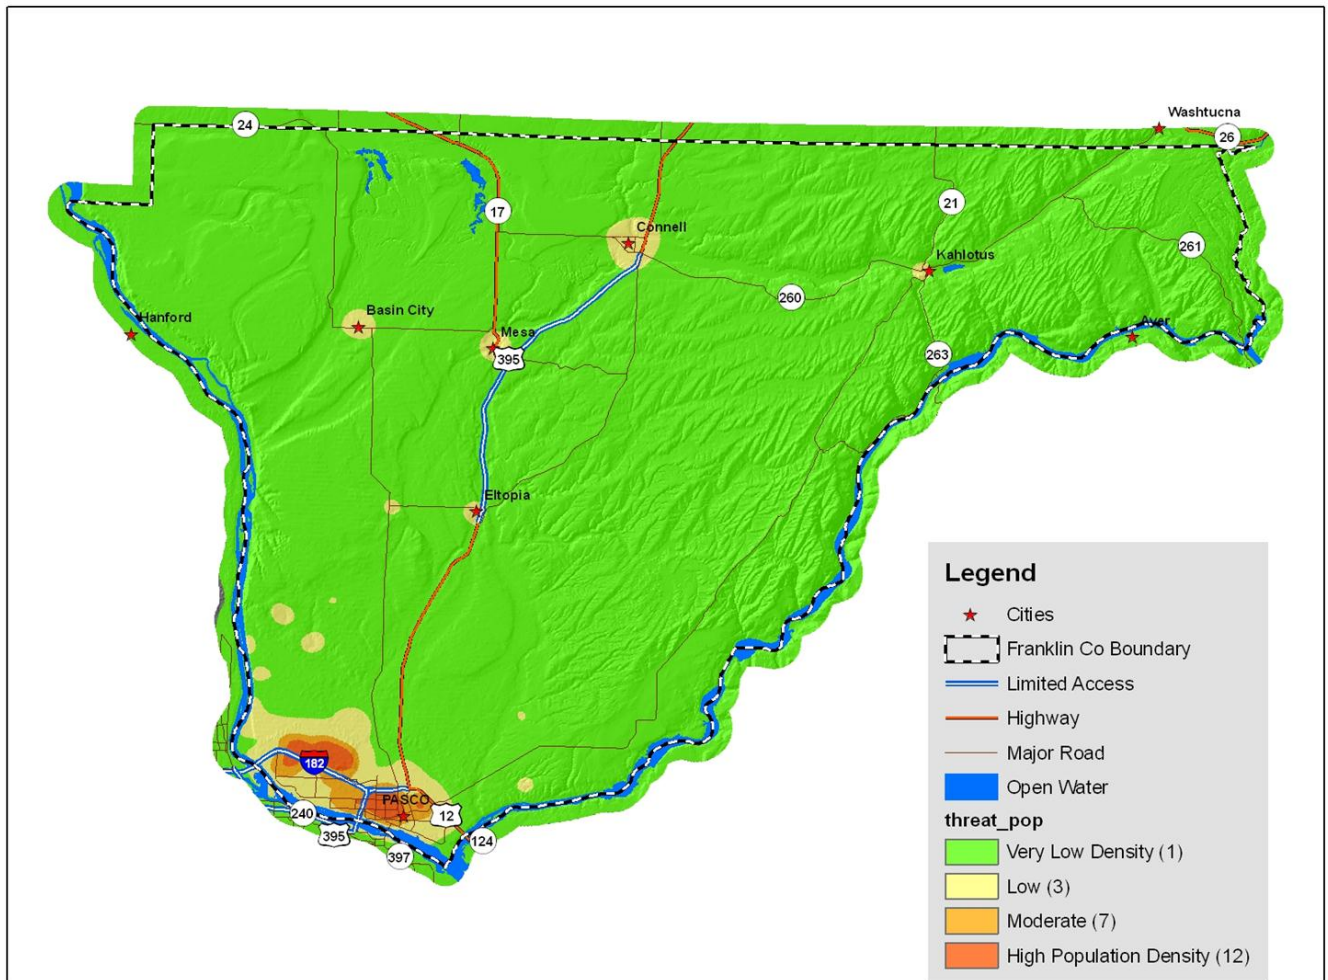 Washtucna
24
26
21
17
Connell
261
Kahlotus
260
Basin City
Hanford
Mesa
Ayer
263
395
Eltopia
182
PASCO
240
12
395
124
397
Legend
Cities
Franklin Co Boundary
Limited Access
Highway
Major Road
Open Water
threat_pop
Very Low Density (1)
Low (3)
Moderate (7)
High Population Density (12)